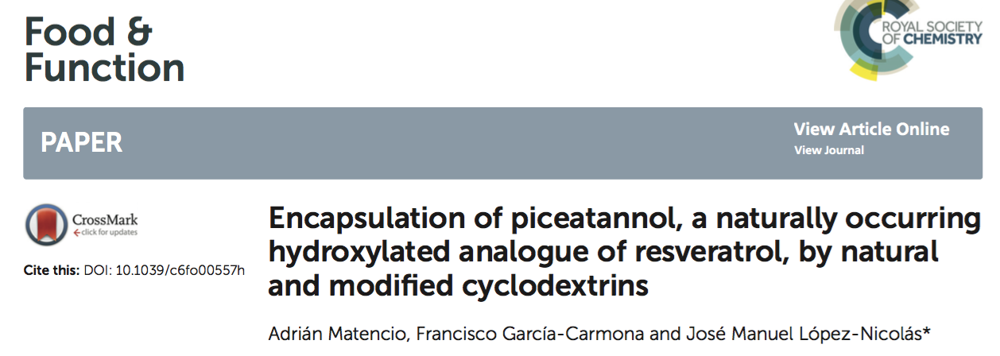 Food &
Function
ROYAL SOCIETY
OF CHEMISTRY
PAPER
View Article Online
View Journal
CrossMark
click for updates
Cite this: DOI: 10.1039/c6fo00557h
Encapsulation of piceatannol, a naturally occurring
hydroxylated analogue of resveratrol, by natural
and modified cyclodextrins
Adrián Matencio, Francisco García-Carmona and José Manuel López-Nicolás*